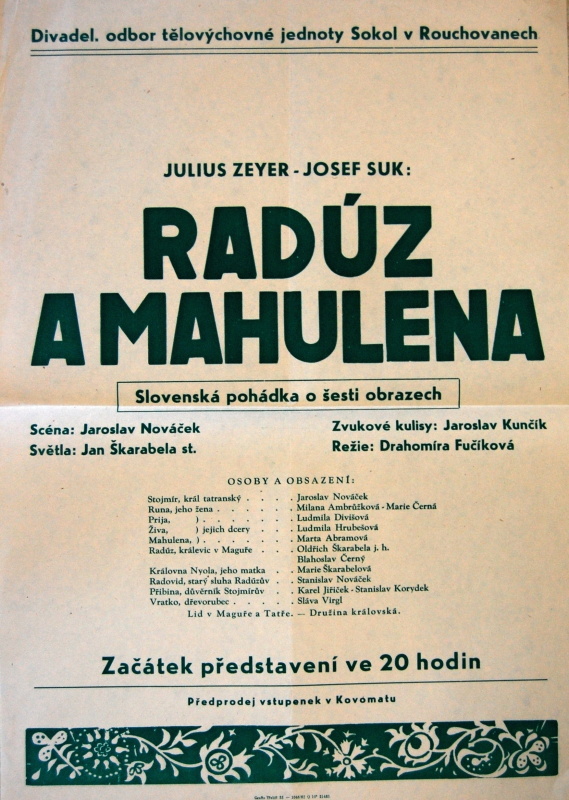 Divadel. odbor tělovýchovné jednoty Sokol v Rouchovanech
JULIUS ZEYER - JOSEF SUK:
RADÚZ
A MAHULENA
Slovenská pohádka o šesti obrazech
Scéna: Jaroslav Nováček
Světla: Jan Škarabela st.
Zvukové kulisy: Jaroslav Kunčík
Režie: Drahomíra Fučíková
OSOBY A OBSAZENÍ:
Stojmír, král tatranský . . . . Jaroslav Nováček
Runa, jeho žena . . . . . . . Milana Ambrůžková - Marie Černá
Prija, ) . . . . . . . Ludmila Divišová
Živa, ) jejich dcery . . . . Ludmila Hrubešová
Mahulena, ) . . . . . . . Marta Abramová
Radúz, králevic v Maguře . . . Oldřich Škarabela j. h.
Blahoslav Černý
Královna Nyola, jeho matka . . Marie Škarabelová
Radovid, starý sluha Radúzův . . Stanislav Nováček
Přibina, důvěrník Stojmírův . . Karel Jiříček - Stanislav Korydek
Vratko, dřevorubec . . . . . Sláva Virgl
Lid v Maguře a Tatře. — Družina královská.
Začátek představení ve 20 hodin
Předprodej vstupenek v Kovomatu